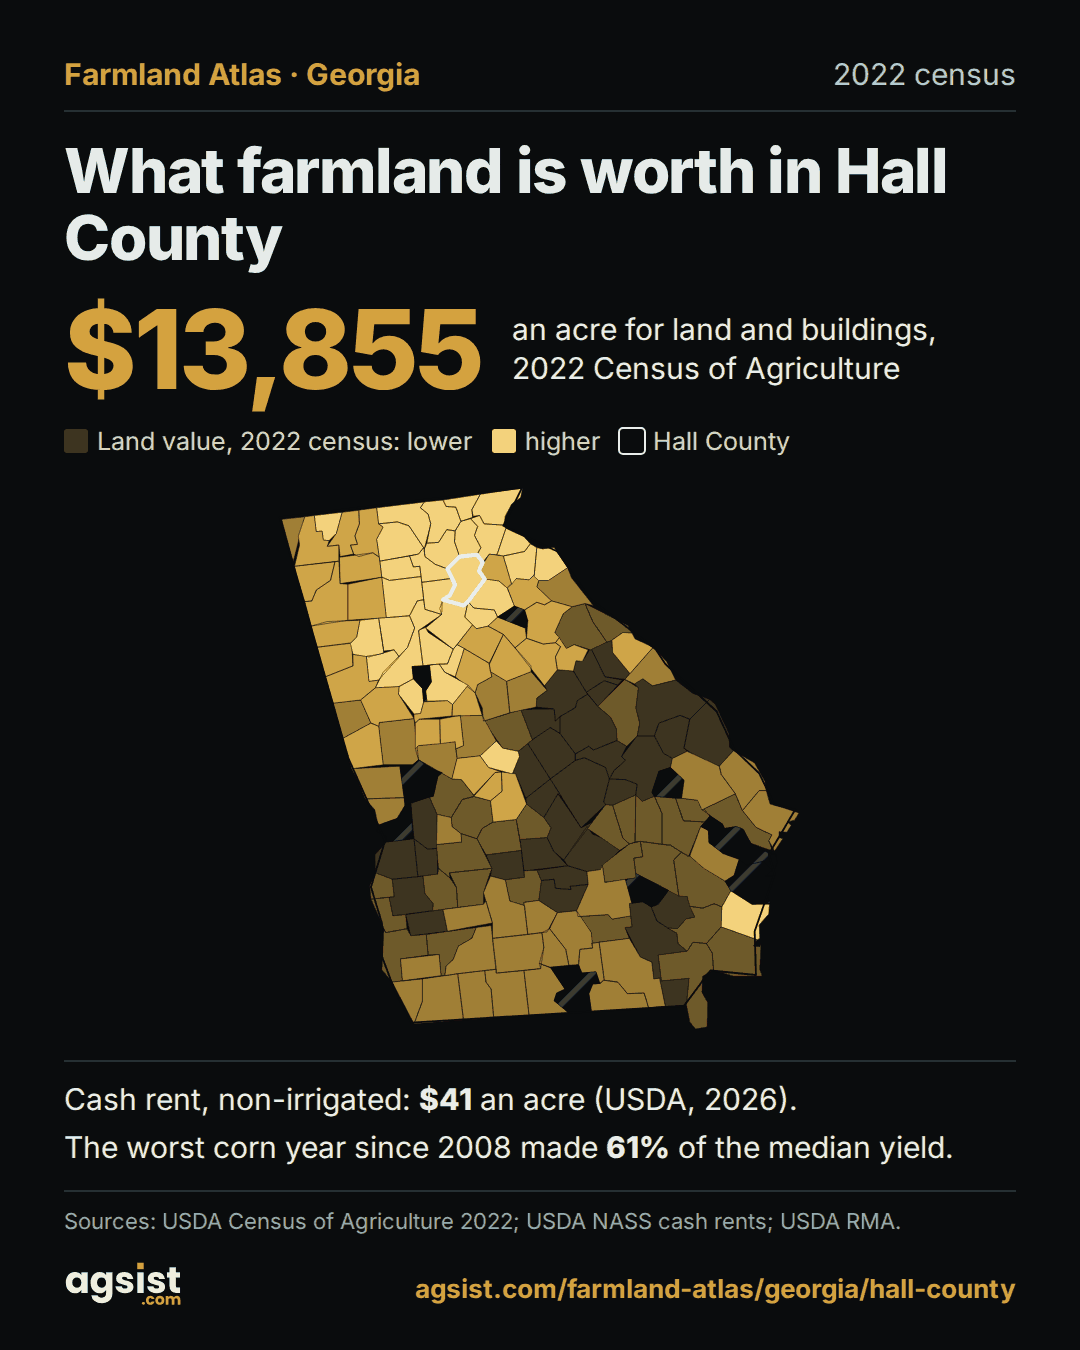 Farmland Atlas · Georgia
2022 census
What farmland is worth in Hall
County
$13,855
an acre for land and buildings,
2022 Census of Agriculture
Land value, 2022 census: lower
higher
Hall County
Cash rent, non-irrigated: $41 an acre (USDA, 2026).
The worst corn year since 2008 made 61% of the median yield.
Sources: USDA Census of Agriculture 2022; USDA NASS cash rents; USDA RMA.
agsist
.com
agsist.com/farmland-atlas/georgia/hall-county